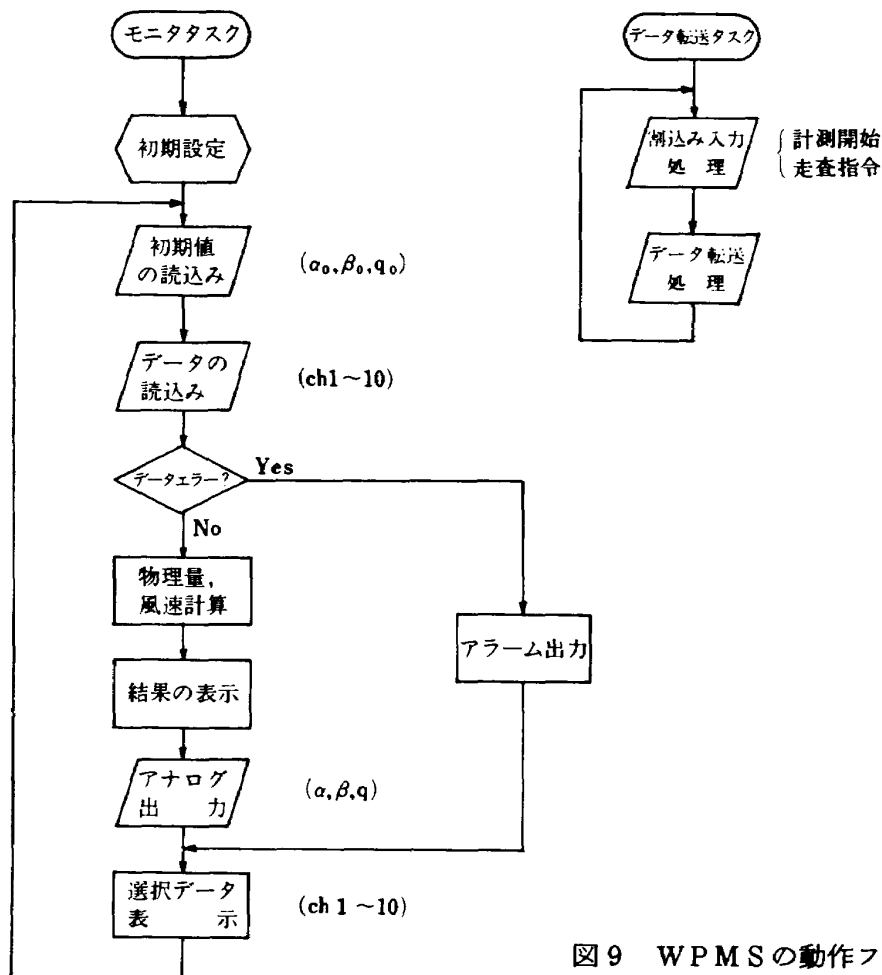 モニタタスク
初期設定
初期値
の読込み
(α₀,β₀,q₀)
データの
読込み
(ch1～10)
データエラー?
Yes
No
物理量,
風速計算
アラーム出力
結果の表示
アナログ
出 力
(α,β,q)
選択データ
表 示
(ch 1～10)
データ転送タスク
割込み入力
処 理
計測開始
走査指令
データ転送
処 理
図9 WPMSの動作フ